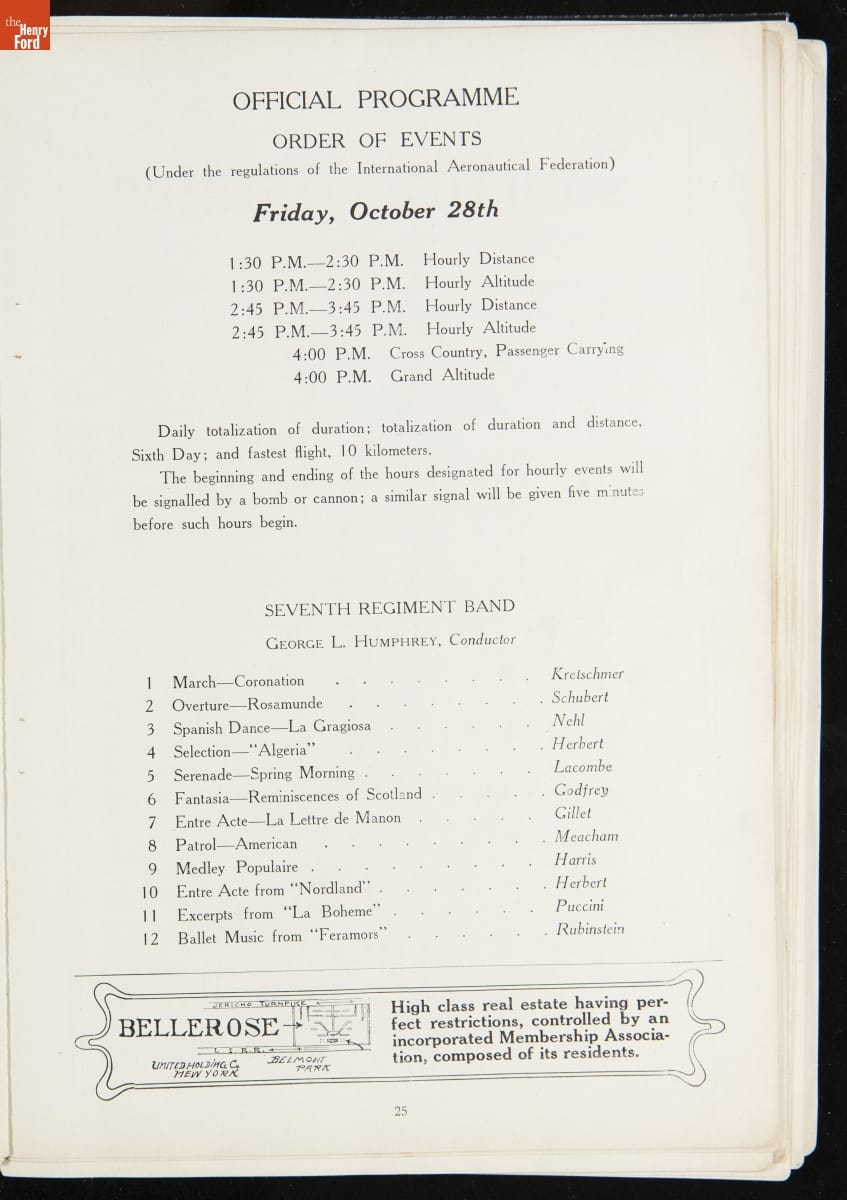 the
Henry
Ford
OFFICIAL PROGRAMME
ORDER OF EVENTS
(Under the regulations of the International Aeronautical Federation)
Friday, October 28th
1:30 P.M.—2:30 P.M. Hourly Distance
1:30 P.M.—2:30 P.M. Hourly Altitude
2:45 P.M.—3:45 P.M. Hourly Distance
2:45 P.M.—3:45 P.M. Hourly Altitude
4:00 P.M. Cross Country, Passenger Carrying
4:00 P.M. Grand Altitude
Daily totalization of duration; totalization of duration and distance,
Sixth Day; and fastest flight, 10 kilometers.
The beginning and ending of the hours designated for hourly events will
be signalled by a bomb or cannon; a similar signal will be given five minutes
before such hours begin.
SEVENTH REGIMENT BAND
GEORGE L. HUMPHREY, Conductor
1 March—Coronation . . . . . . . . Kretschmer
2 Overture—Rosamunde . . . . . . . . Schubert
3 Spanish Dance—La Gragiosa . . . . . . Nehl
4 Selection—"Algeria" . . . . . . . . Herbert
5 Serenade—Spring Morning . . . . . . . Lacombe
6 Fantasia—Reminiscences of Scotland . . . . . Godfrey
7 Entre Acte—La Lettre de Manon . . . . . Gillet
8 Patrol—American . . . . . . . . . Meacham
9 Medley Populaire . . . . . . . . . Harris
10 Entre Acte from "Nordland" . . . . . . . Herbert
11 Excerpts from "La Boheme" . . . . . . Puccini
12 Ballet Music from "Feramors" . . . . . . Rubinstein
JERICHO TURNPIKE
BELLEROSE
L.I.R.R.
UNITED HOLDING Co
NEW YORK
BELMONT
PARK
High class real estate having per-
fect restrictions, controlled by an
incorporated Membership Associa-
tion, composed of its residents.
25